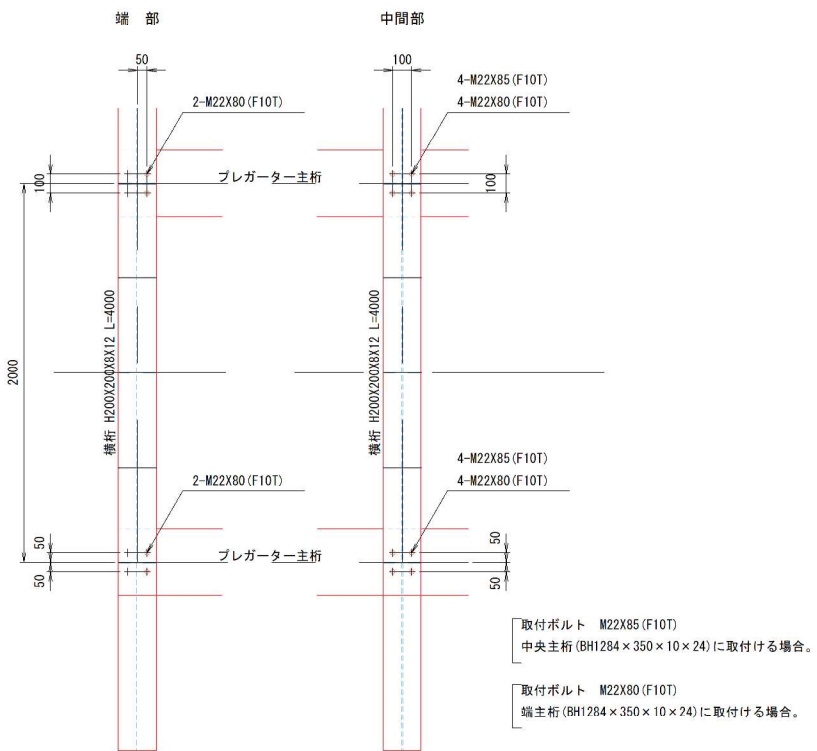 端　部
中間部
50
100
4-M22X85(F10T)
2-M22X80(F10T)
4-M22X80(F10T)
プレガーター主桁
100
100
横桁 H200X200X8X12 L=4000
横桁 H200X200X8X12 L=4000
2000
4-M22X85(F10T)
2-M22X80(F10T)
4-M22X80(F10T)
プレガーター主桁
50
50
50
50
取付ボルト　M22X85(F10T)
中央主桁(BH1284×350×10×24)に取付ける場合。
取付ボルト　M22X80(F10T)
端主桁(BH1284×350×10×24)に取付ける場合。